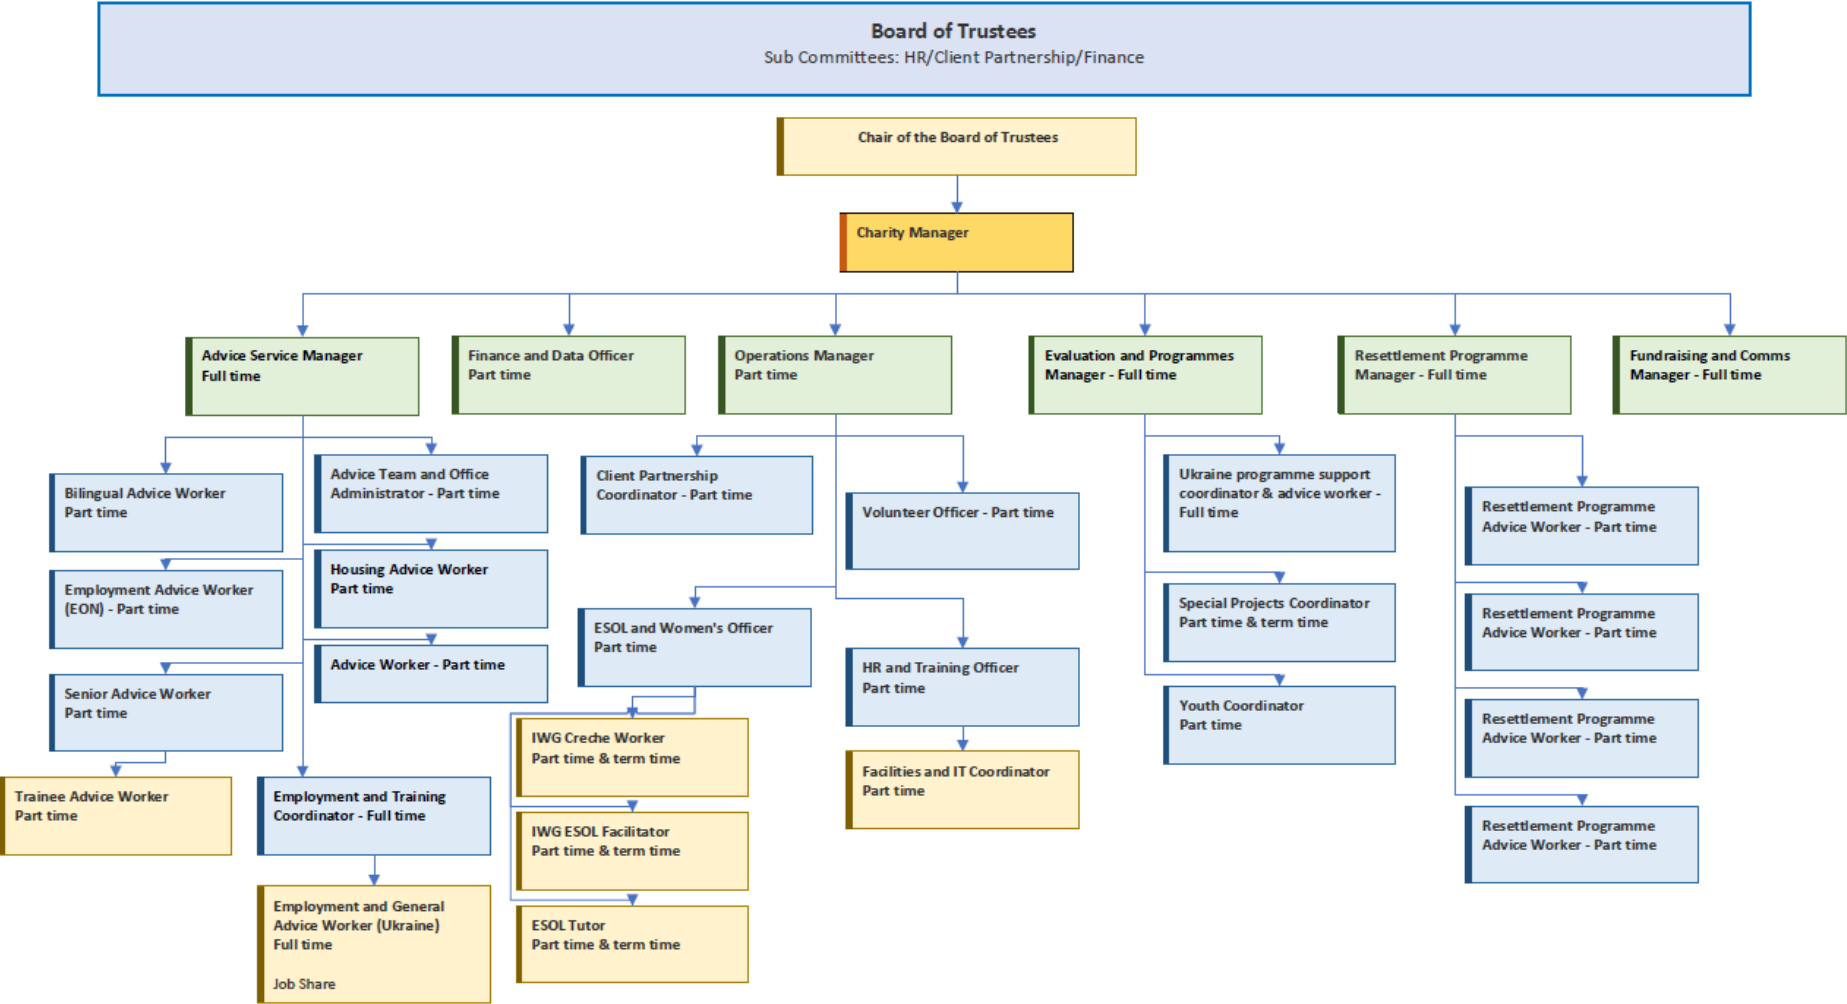 Board of Trustees
Sub Committees: HR/Client Partnership/Finance
Chair of the Board of Trustees
Charity Manager
Advice Service Manager
Full time
Finance and Data Officer
Part time
Operations Manager
Part time
Evaluation and Programmes
Manager - Full time
Resettlement Programme
Manager - Full time
Fundraising and Comms
Manager - Full time
Bilingual Advice Worker
Part time
Advice Team and Office
Administrator - Part time
Employment Advice Worker
(EON) - Part time
Housing Advice Worker
Part time
Senior Advice Worker
Part time
Advice Worker - Part time
Trainee Advice Worker
Part time
Employment and Training
Coordinator - Full time
Employment and General
Advice Worker (Ukraine)
Full time
Job Share
Client Partnership
Coordinator - Part time
Volunteer Officer - Part time
ESOL and Women's Officer
Part time
HR and Training Officer
Part time
IWG Creche Worker
Part time & term time
IWG ESOL Facilitator
Part time & term time
ESOL Tutor
Part time & term time
Facilities and IT Coordinator
Part time
Ukraine programme support
coordinator & advice worker -
Full time
Special Projects Coordinator
Part time & term time
Youth Coordinator
Part time
Resettlement Programme
Advice Worker - Part time
Resettlement Programme
Advice Worker - Part time
Resettlement Programme
Advice Worker - Part time
Resettlement Programme
Advice Worker - Part time